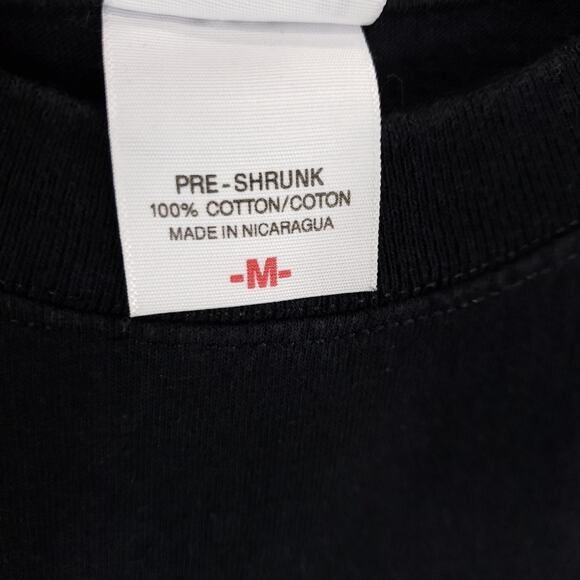 PRE-SHRUNK
100% COTTON/COTON
MADE IN NICARAGUA
-M-